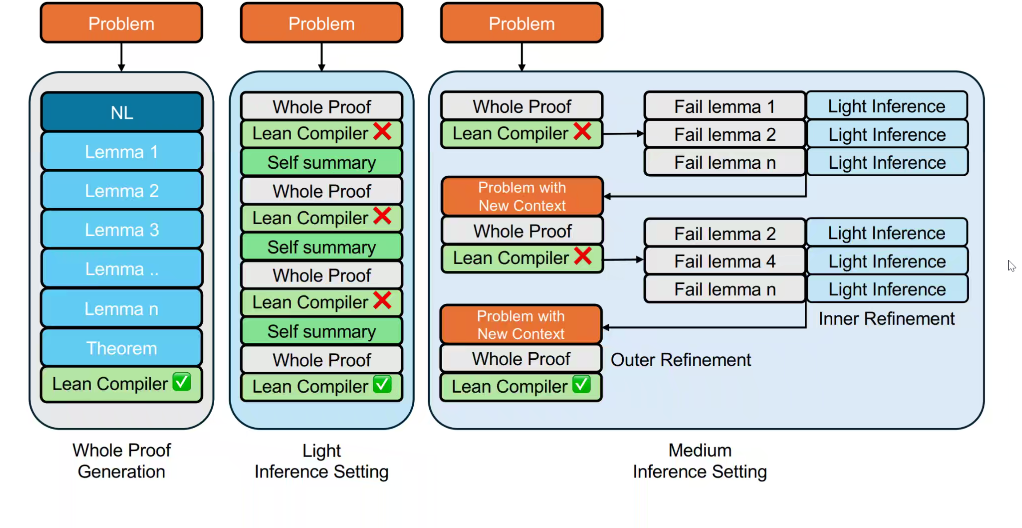 Problem
NL
Lemma 1
Lemma 2
Lemma 3
Lemma ..
Lemma n
Theorem
Lean Compiler ✅
Whole Proof
Generation
Problem
Whole Proof
Lean Compiler ❌
Self summary
Whole Proof
Lean Compiler ❌
Self summary
Whole Proof
Lean Compiler ❌
Self summary
Whole Proof
Lean Compiler ✅
Light
Inference Setting
Problem
Whole Proof
Lean Compiler ❌
Fail lemma 1 Light Inference
Fail lemma 2 Light Inference
Fail lemma n Light Inference
Problem with
New Context
Whole Proof
Lean Compiler ❌
Fail lemma 2 Light Inference
Fail lemma 4 Light Inference
Fail lemma n Light Inference
Inner Refinement
Problem with
New Context
Whole Proof
Lean Compiler ✅
Outer Refinement
Medium
Inference Setting